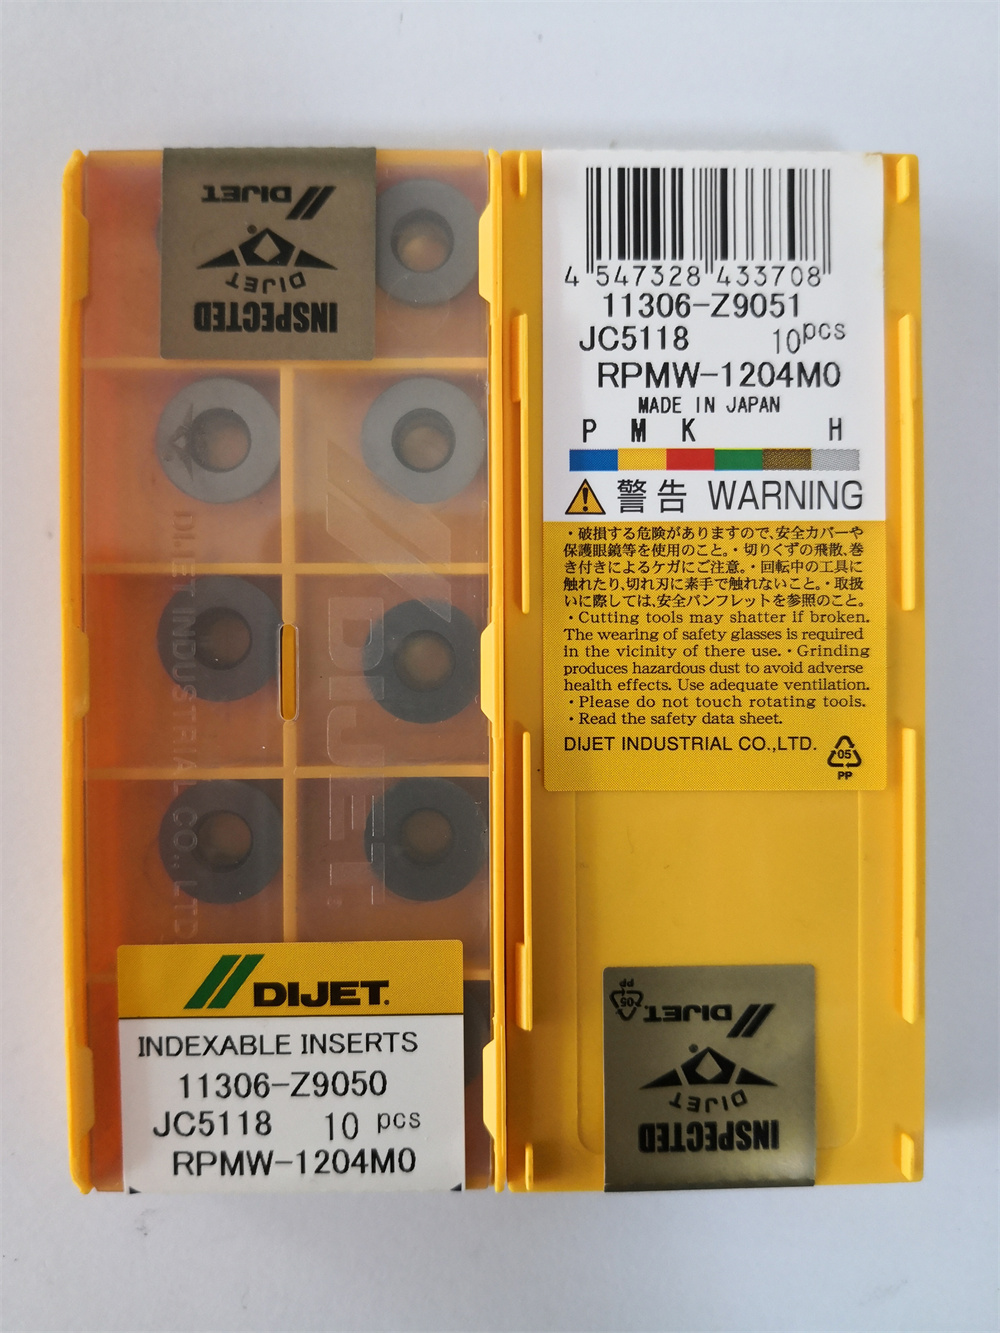 DIJET
DIJET
INSPECTED
DIJET
DIJET INDUSTRIAL CO., LTD.
DIJET.
INDEXABLE INSERTS
11306-Z9050
JC5118 10 pcs
RPMW-1204M0
4 547328 433708
11306-Z9051
JC5118 10pcs
RPMW-1204M0
MADE IN JAPAN
P M K H
警告 WARNING
・破損する危険がありますので、安全カバーや
保護眼鏡等を使用のこと。・切りくずの飛散、巻
き付きによるケガにご注意。・回転中の工具に
触れたり、切れ刃に素手で触れないこと。・取扱
いに際しては、安全パンフレットを参照のこと。
・Cutting tools may shatter if broken.
The wearing of safety glasses is required
in the vicinity of there use. ・Grinding
produces hazardous dust to avoid adverse
health effects. Use adequate ventilation.
・Please do not touch rotating tools.
・Read the safety data sheet.
DIJET INDUSTRIAL CO.,LTD.
05
PP
05
PP
DIJET
DIJET
INSPECTED